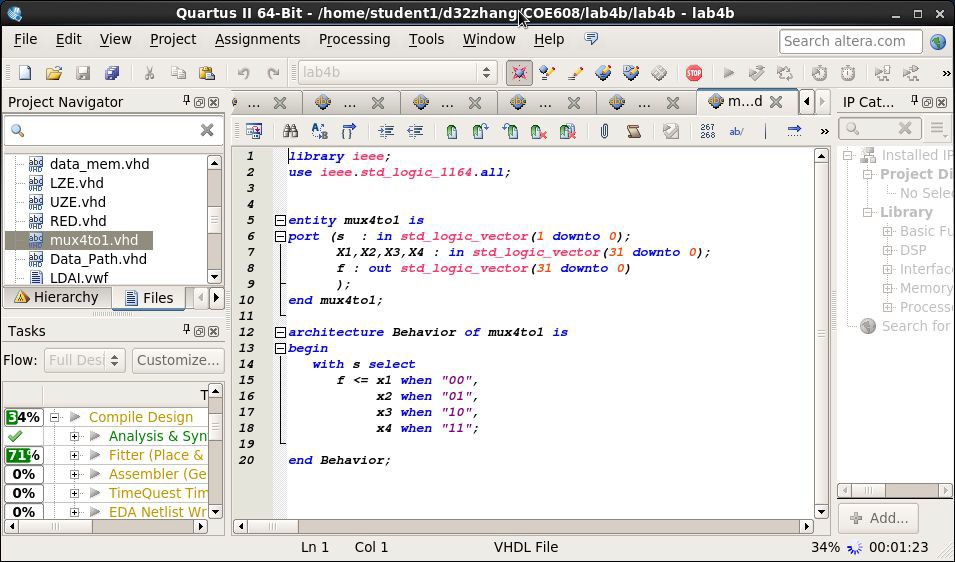 Quartus II 64-Bit - /home/student1/d32zhang/COE608/lab4b/lab4b - lab4b
File Edit View Project Assignments Processing Tools Window Help
Search altera.com
lab4b
STOP
Project Navigator
... ... ... ... ... m...d
IP Cat...
data_mem.vhd
LZE.vhd
UZE.vhd
RED.vhd
mux4to1.vhd
Data_Path.vhd
LDAI.vwf
Hierarchy Files
Tasks
Flow: Full Desi Customize...
T
34% Compile Design
Analysis & Syn
71% Fitter (Place &
0% Assembler (Ge
0% TimeQuest Tim
0% EDA Netlist Wr
267
268
ab/
1 library ieee;
2 use ieee.std_logic_1164.all;
3
4
5 entity mux4to1 is
6 port (s : in std_logic_vector(1 downto 0);
7 X1,X2,X3,X4 : in std_logic_vector(31 downto 0);
8 f : out std_logic_vector(31 downto 0)
9 );
10 end mux4to1;
11
12 architecture Behavior of mux4to1 is
13 begin
14 with s select
15 f <= x1 when "00",
16 x2 when "01",
17 x3 when "10",
18 x4 when "11";
19
20 end Behavior;
Installed IP
Project Di
No Sele
Library
Basic Fu
DSP
Interfac
Memory
Process
Search for
Add...
Ln 1 Col 1 VHDL File 34% 00:01:23